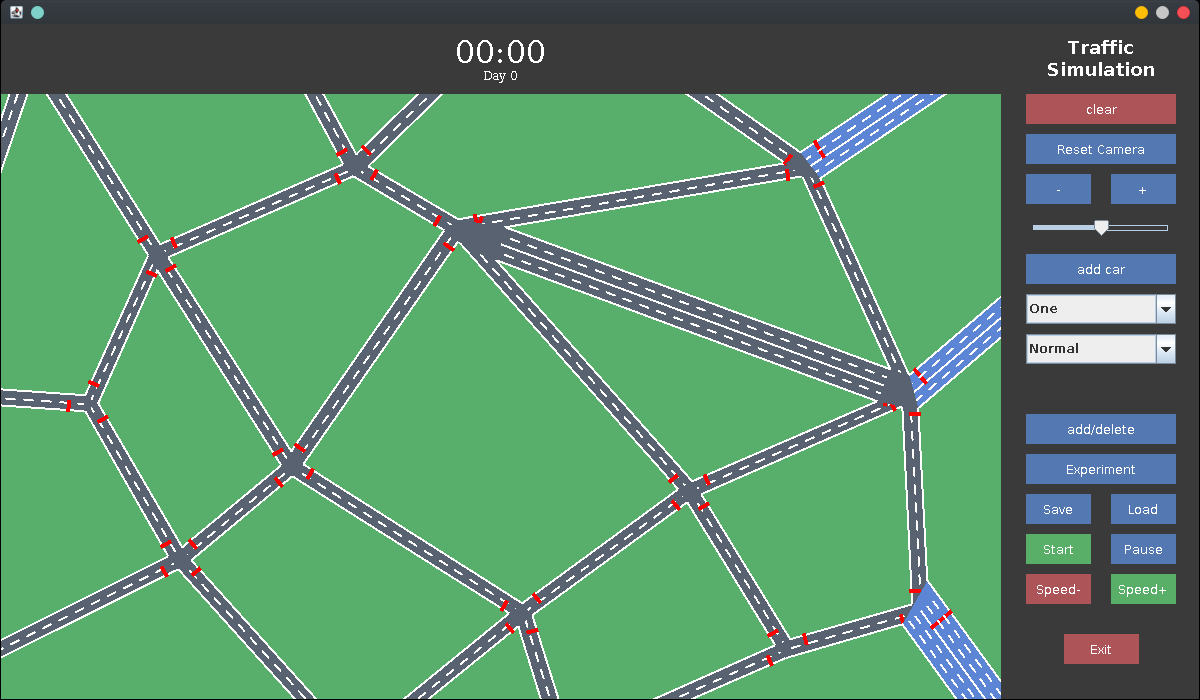 00:00
Day 0
Traffic
Simulation
clear
Reset Camera
- +
add car
One
Normal
add/delete
Experiment
Save Load
Start Pause
Speed- Speed+
Exit